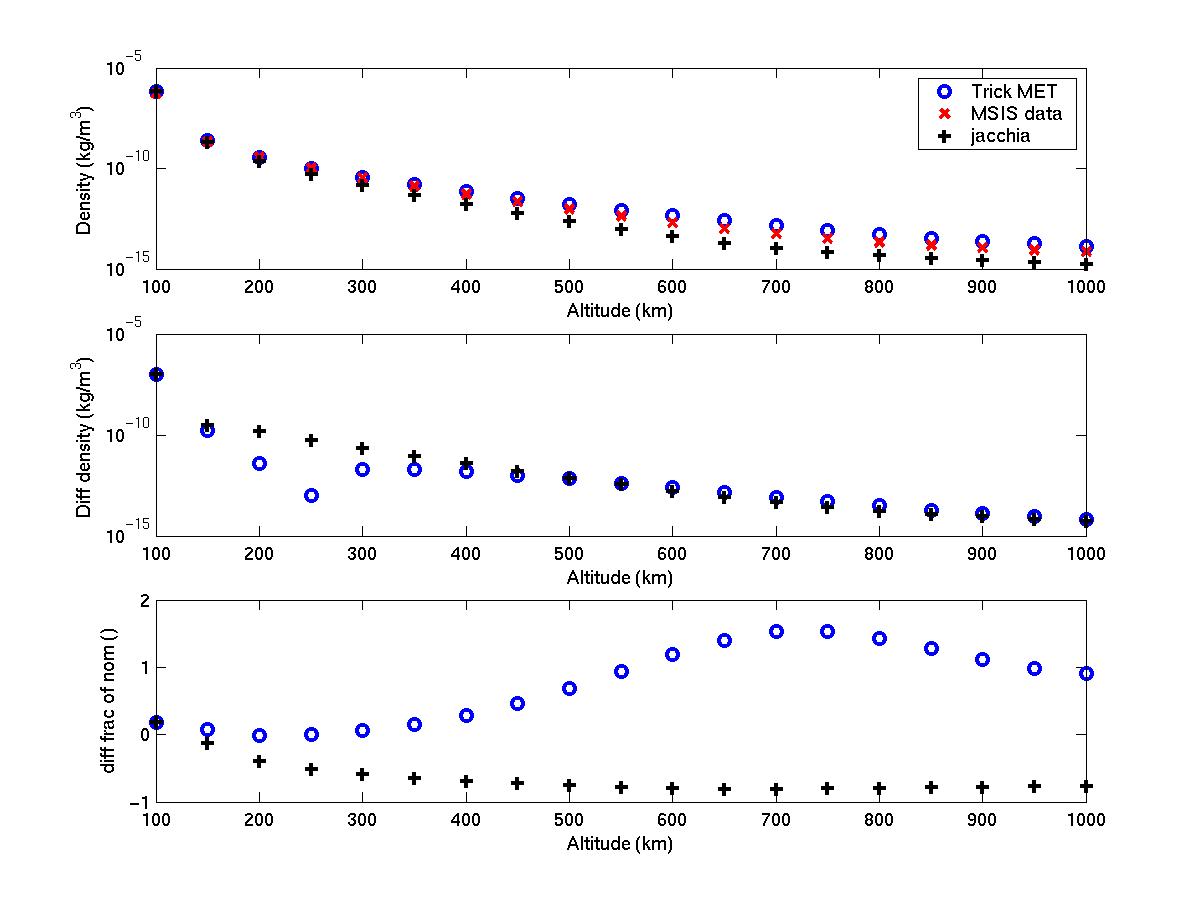 10^-5
10^-10
10^-15
Density (kg/m^3)
Trick MET
MSIS data
jacchia
100 200 300 400 500 600 700 800 900 1000
Altitude (km)
10^-5
10^-10
10^-15
Diff density (kg/m^3)
100 200 300 400 500 600 700 800 900 1000
Altitude (km)
2
1
0
−1
diff frac of nom ()
100 200 300 400 500 600 700 800 900 1000
Altitude (km)